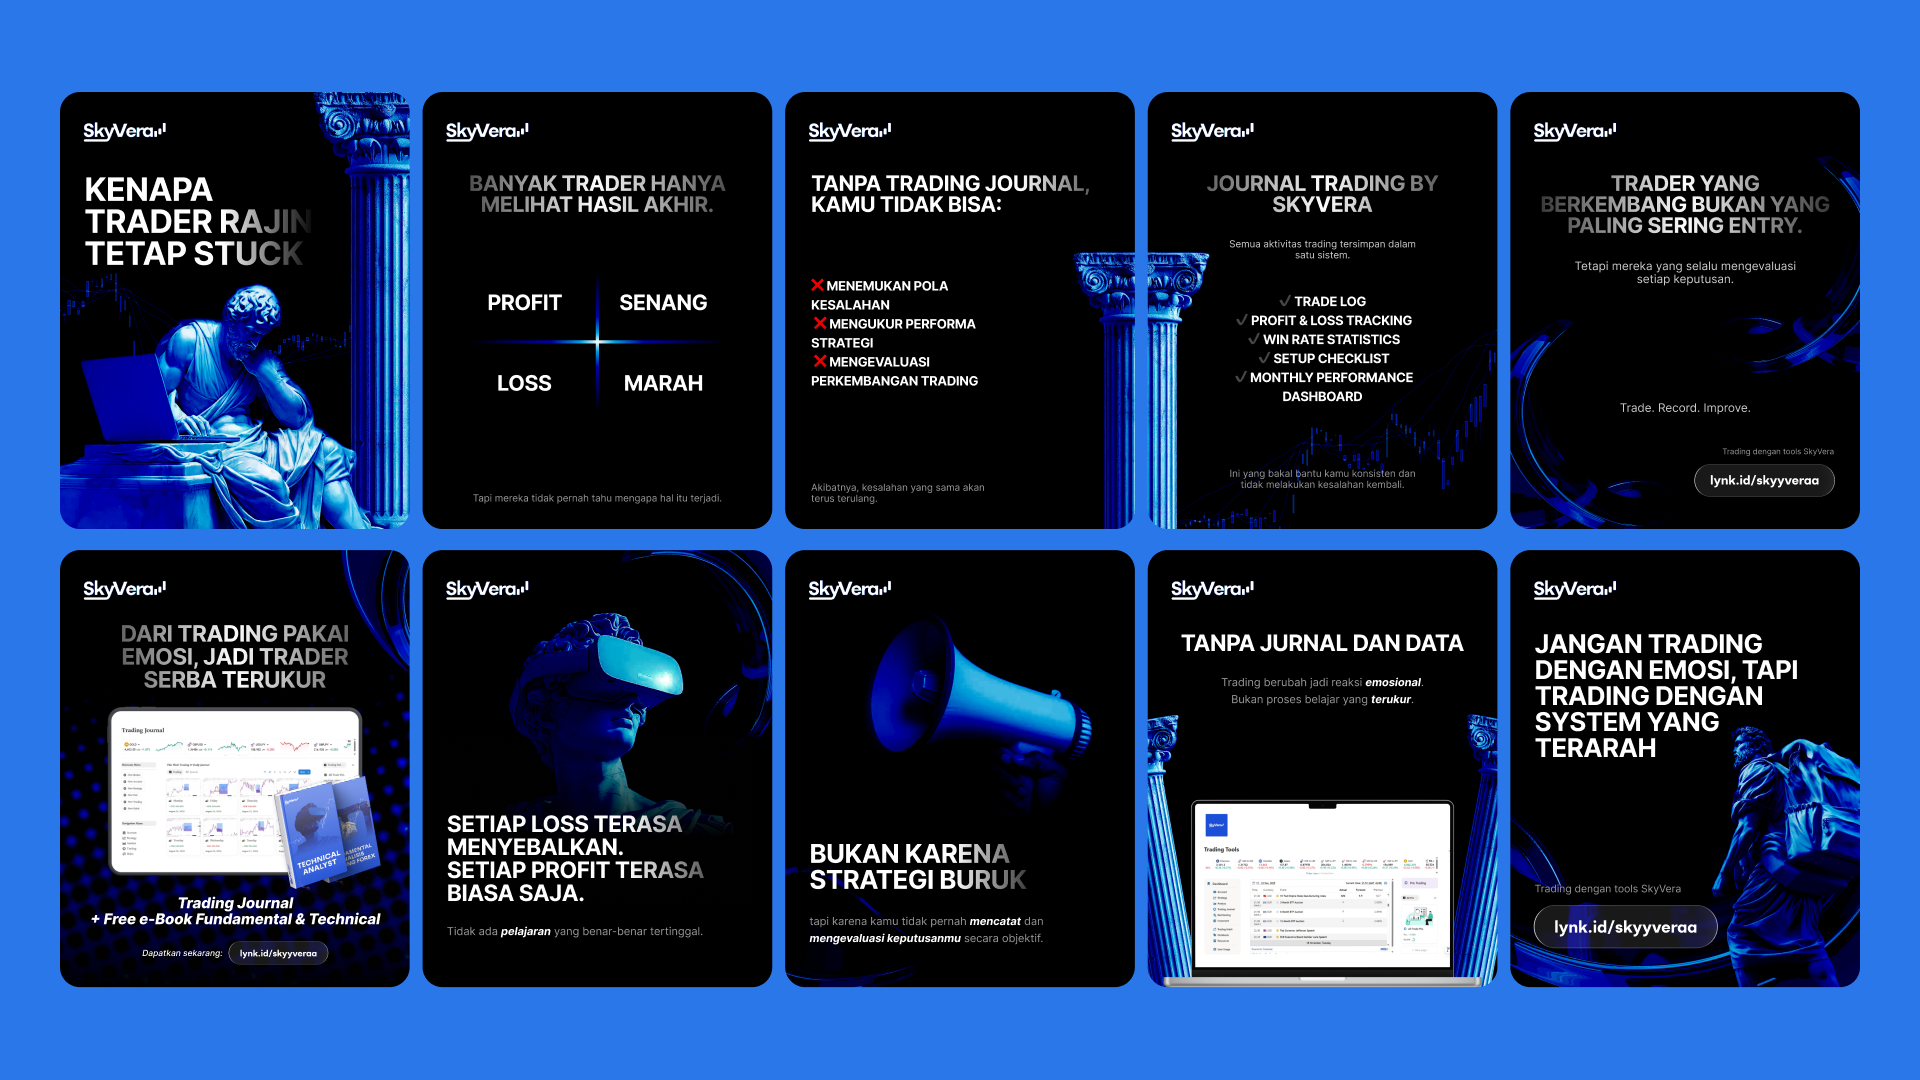 SkyVera
KENAPA
TRADER RAJIN
TETAP STUCK
SkyVera
BANYAK TRADER HANYA
MELIHAT HASIL AKHIR.
PROFIT
SENANG
LOSS
MARAH
Tapi mereka tidak pernah tahu mengapa hal itu terjadi.
SkyVera
TANPA TRADING JOURNAL,
KAMU TIDAK BISA:
❌ MENEMUKAN POLA
KESALAHAN
❌ MENGUKUR PERFORMA
STRATEGI
❌ MENGEVALUASI
PERKEMBANGAN TRADING
Akibatnya, kesalahan yang sama akan
terus terulang.
SkyVera
JOURNAL TRADING BY
SKYVERA
Semua aktivitas trading tersimpan dalam
satu sistem.
✓ TRADE LOG
✓ PROFIT & LOSS TRACKING
✓ WIN RATE STATISTICS
✓ SETUP CHECKLIST
✓ MONTHLY PERFORMANCE
DASHBOARD
Ini yang bakal bantu kamu konsisten dan
tidak melakukan kesalahan kembali.
SkyVera
TRADER YANG
BERKEMBANG BUKAN YANG
PALING SERING ENTRY.
Tetapi mereka yang selalu mengevaluasi
setiap keputusan.
Trade. Record. Improve.
Trading dengan tools SkyVera
lynk.id/skyyveraa
SkyVera
DARI TRADING PAKAI
EMOSI, JADI TRADER
SERBA TERUKUR
Trading Journal
SkyVera
TECHNICAL
ANALYST
Trading Journal
+ Free e-Book Fundamental & Technical
Dapatkan sekarang:
lynk.id/skyyveraa
SkyVera
SETIAP LOSS TERASA
MENYEBALKAN.
SETIAP PROFIT TERASA
BIASA SAJA.
Tidak ada pelajaran yang benar-benar tertinggal.
SkyVera
BUKAN KARENA
STRATEGI BURUK
tapi karena kamu tidak pernah mencatat dan
mengevaluasi keputusanmu secara objektif.
SkyVera
TANPA JURNAL DAN DATA
Trading berubah jadi reaksi emosional.
Bukan proses belajar yang terukur.
Trading Tools
SkyVera
JANGAN TRADING
DENGAN EMOSI, TAPI
TRADING DENGAN
SYSTEM YANG
TERARAH
Trading dengan tools SkyVera
lynk.id/skyyveraa